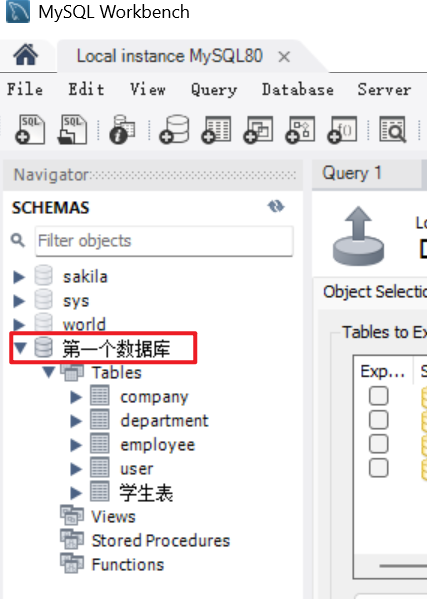 MySQL Workbench
Local instance MySQL80
File Edit View Query Database Server
SQL SQL
Navigator
Query 1
SCHEMAS
Filter objects
Object Selectio
sakila
sys
world
Tables to Ex
第一个数据库
Tables
Exp...
company
department
employee
user
学生表
Views
Stored Procedures
Functions